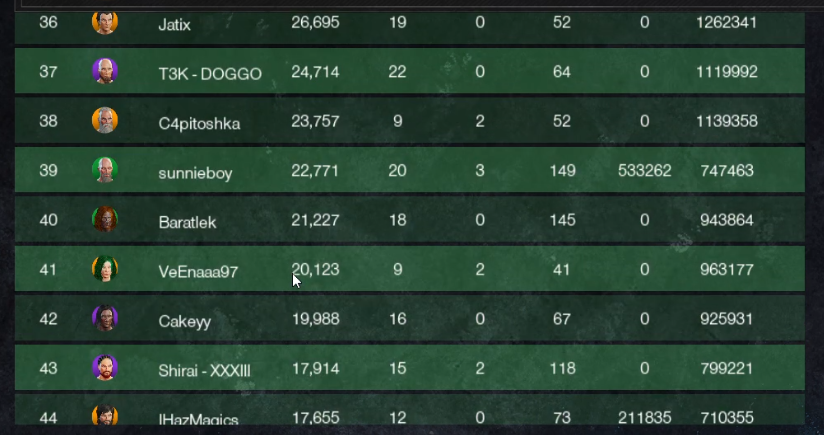 36 Jatix 26,695 19 0 52 0 1262341
37 T3K - DOGGO 24,714 22 0 64 0 1119992
38 C4pitoshka 23,757 9 2 52 0 1139358
39 sunnieboy 22,771 20 3 149 533262 747463
40 Baratlek 21,227 18 0 145 0 943864
41 VeEnaaa97 20,123 9 2 41 0 963177
42 Cakeyy 19,988 16 0 67 0 925931
43 Shirai - XXXIII 17,914 15 2 118 0 799221
44 IHazMagics 17,655 12 0 73 211835 710355